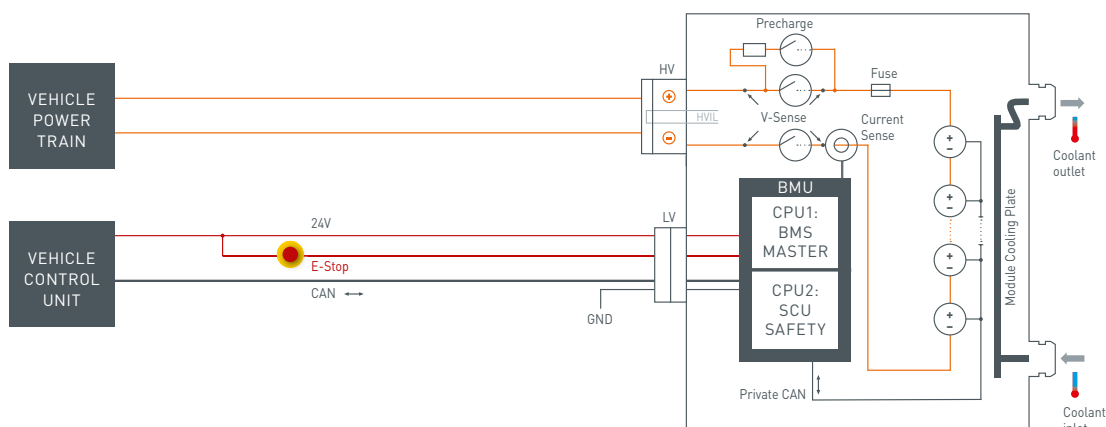 Precharge
HV
Fuse
VEHICLE
POWER
TRAIN
HVIL
V-Sense
Current
Sense
Coolant
outlet
BMU
CPU1:
BMS
MASTER
CPU2:
SCU
SAFETY
LV
24V
E-Stop
CAN
GND
VEHICLE
CONTROL
UNIT
Module Cooling Plate
Private CAN
Coolant
inlet